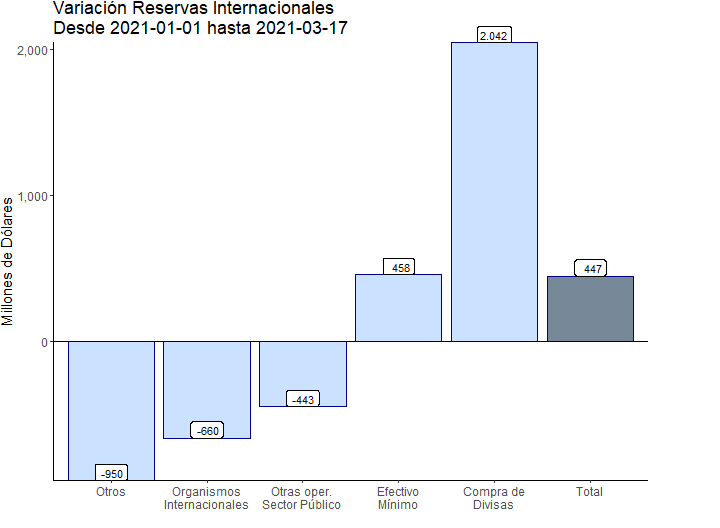 Variación Reservas Internacionales
Desde 2021-01-01 hasta 2021-03-17
Millones de Dólares
2,000
1,000
0
2.042
458
447
-443
-660
-950
Otros
Organismos
Internacionales
Otras oper.
Sector Público
Efectivo
Mínimo
Compra de
Divisas
Total